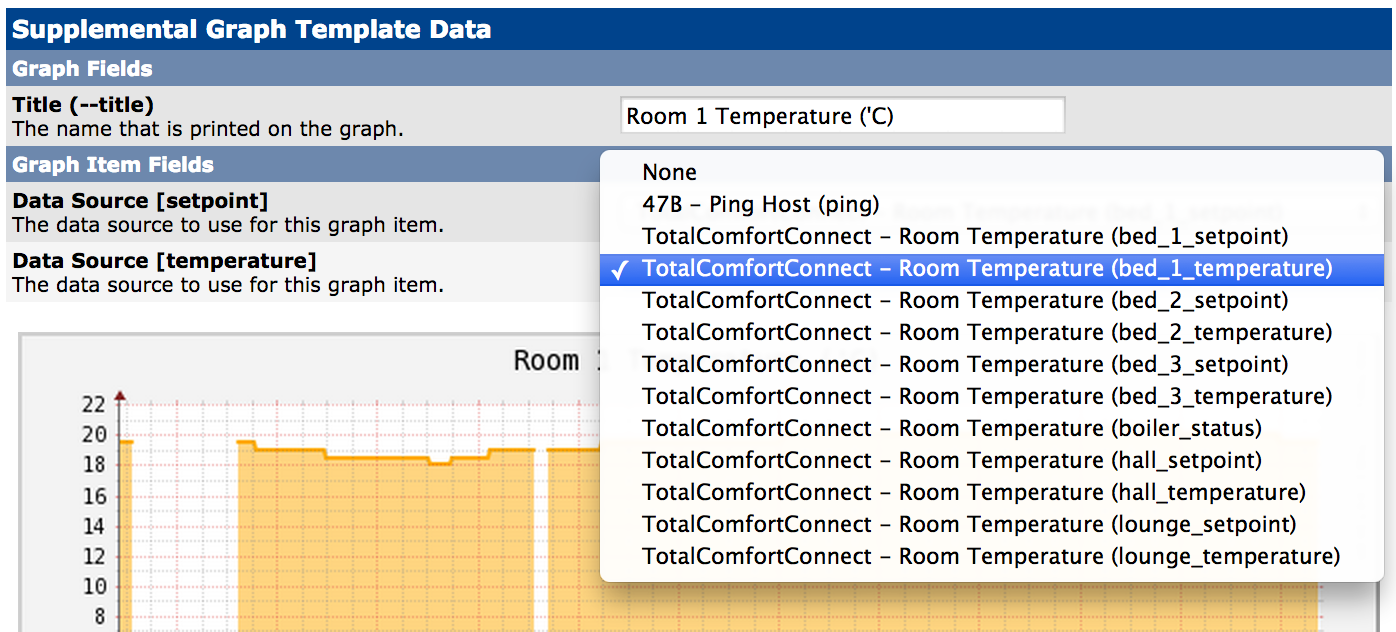 Supplemental Graph Template Data
Graph Fields
Title (--title)
The name that is printed on the graph.
Room 1 Temperature ('C)
Graph Item Fields
Data Source [setpoint]
The data source to use for this graph item.
Data Source [temperature]
The data source to use for this graph item.
None
47B – Ping Host (ping)
TotalComfortConnect – Room Temperature (bed_1_setpoint)
✓ TotalComfortConnect – Room Temperature (bed_1_temperature)
TotalComfortConnect – Room Temperature (bed_2_setpoint)
TotalComfortConnect – Room Temperature (bed_2_temperature)
TotalComfortConnect – Room Temperature (bed_3_setpoint)
TotalComfortConnect – Room Temperature (bed_3_temperature)
TotalComfortConnect – Room Temperature (boiler_status)
TotalComfortConnect – Room Temperature (hall_setpoint)
TotalComfortConnect – Room Temperature (hall_temperature)
TotalComfortConnect – Room Temperature (lounge_setpoint)
TotalComfortConnect – Room Temperature (lounge_temperature)
Room 1
22
20
18
16
14
12
10
8